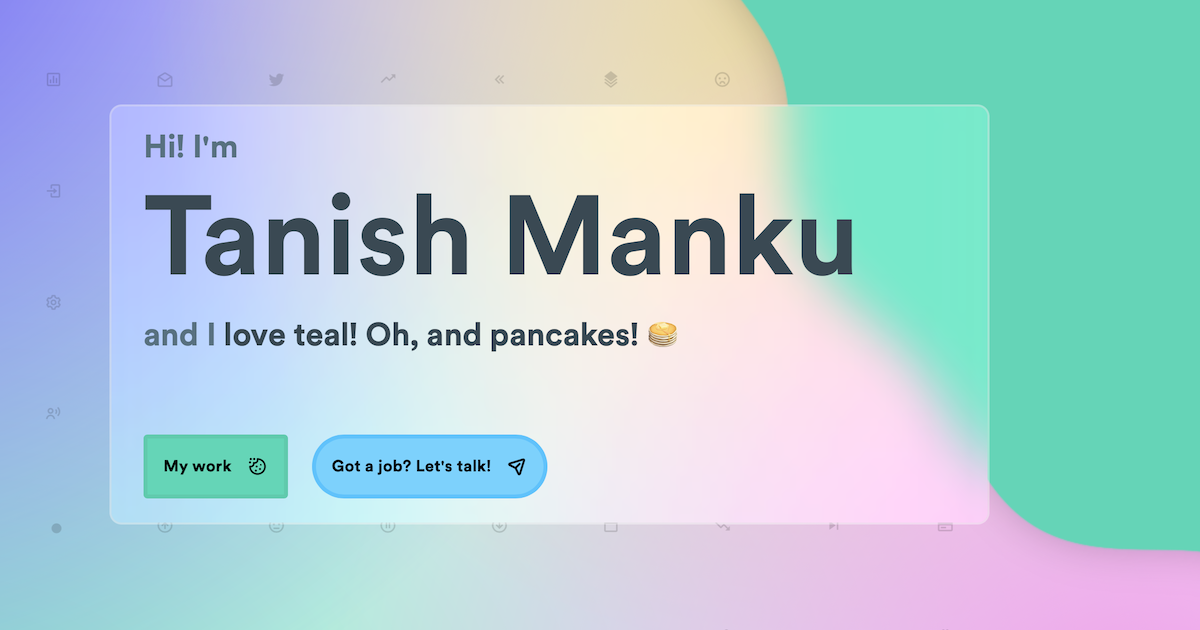 Hi! I'm
Tanish Manku
and I love teal! Oh, and pancakes! 🥞
My work
Got a job? Let's talk!